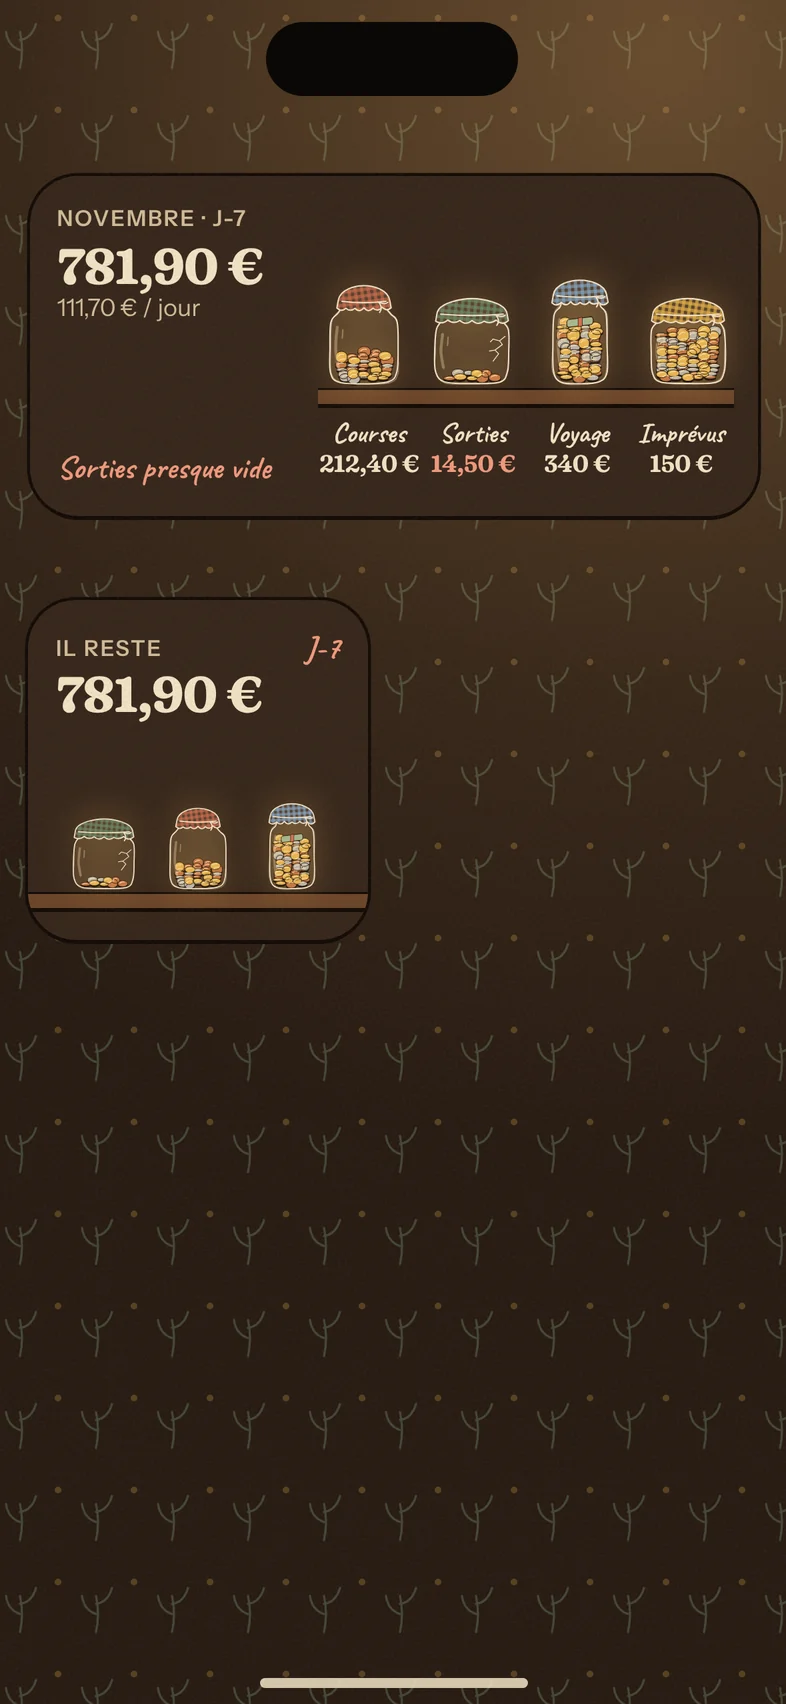 NOVEMBRE · J-7
781,90 €
111,70 € / jour
Sorties presque vide
Courses Sorties Voyage Imprévus
212,40 € 14,50 € 340 € 150 €
IL RESTE J-7
781,90 €